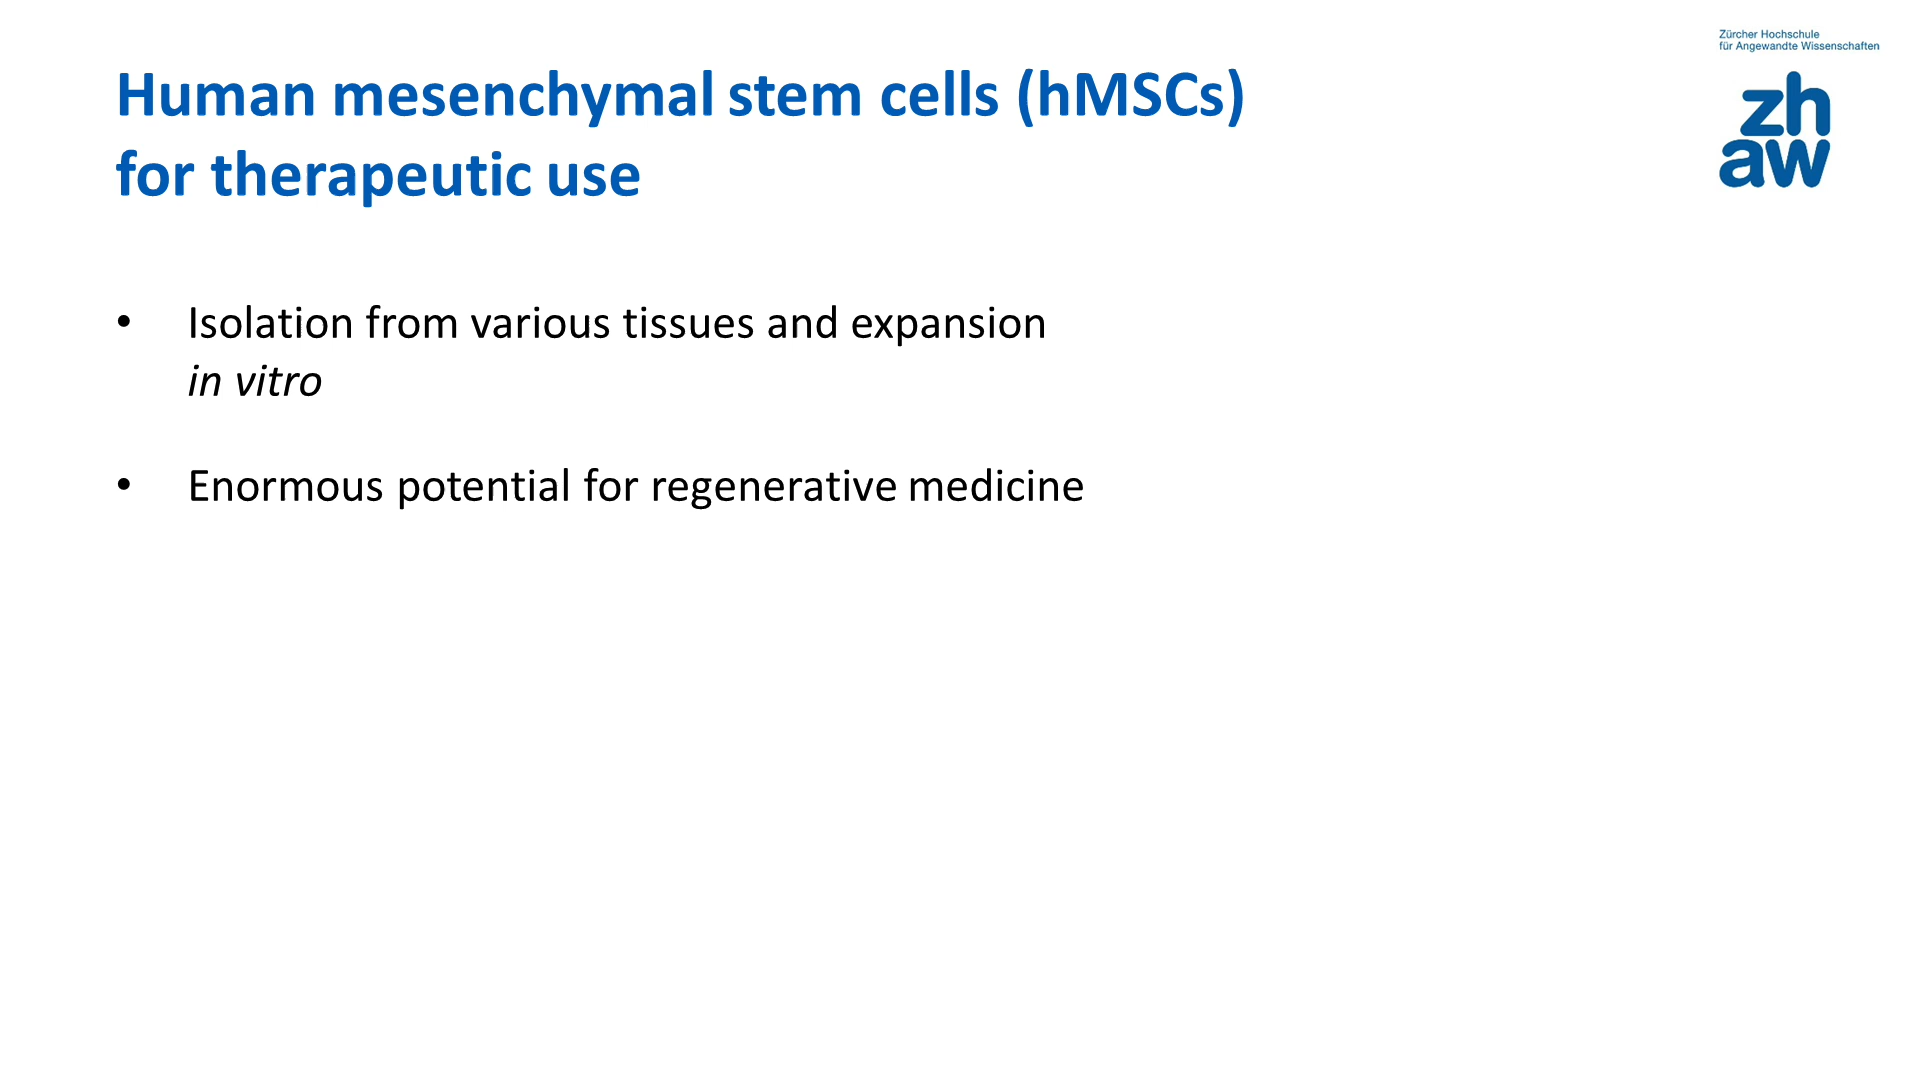 Zürcher Hochschule
für Angewandte Wissenschaften
zh
aw
Human mesenchymal stem cells (hMSCs)
for therapeutic use
• Isolation from various tissues and expansion
in vitro
• Enormous potential for regenerative medicine